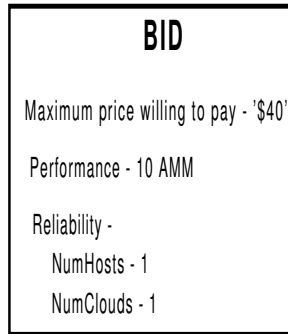 BID
Maximum price willing to pay - '$40'
Performance - 10 AMM
Reliability -
NumHosts - 1
NumClouds - 1